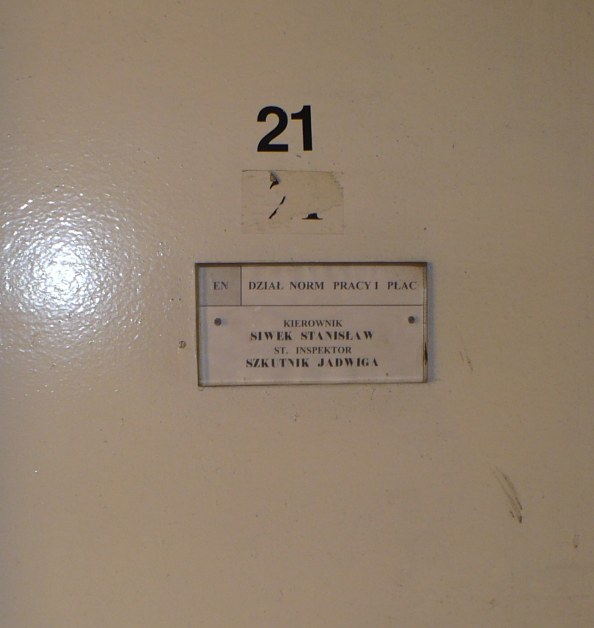 21
EN DZIAŁ NORM PRACY I PŁAC
KIEROWNIK
SIWEK STANISŁAW
ST. INSPEKTOR
SZKUTNIK JADWIGA